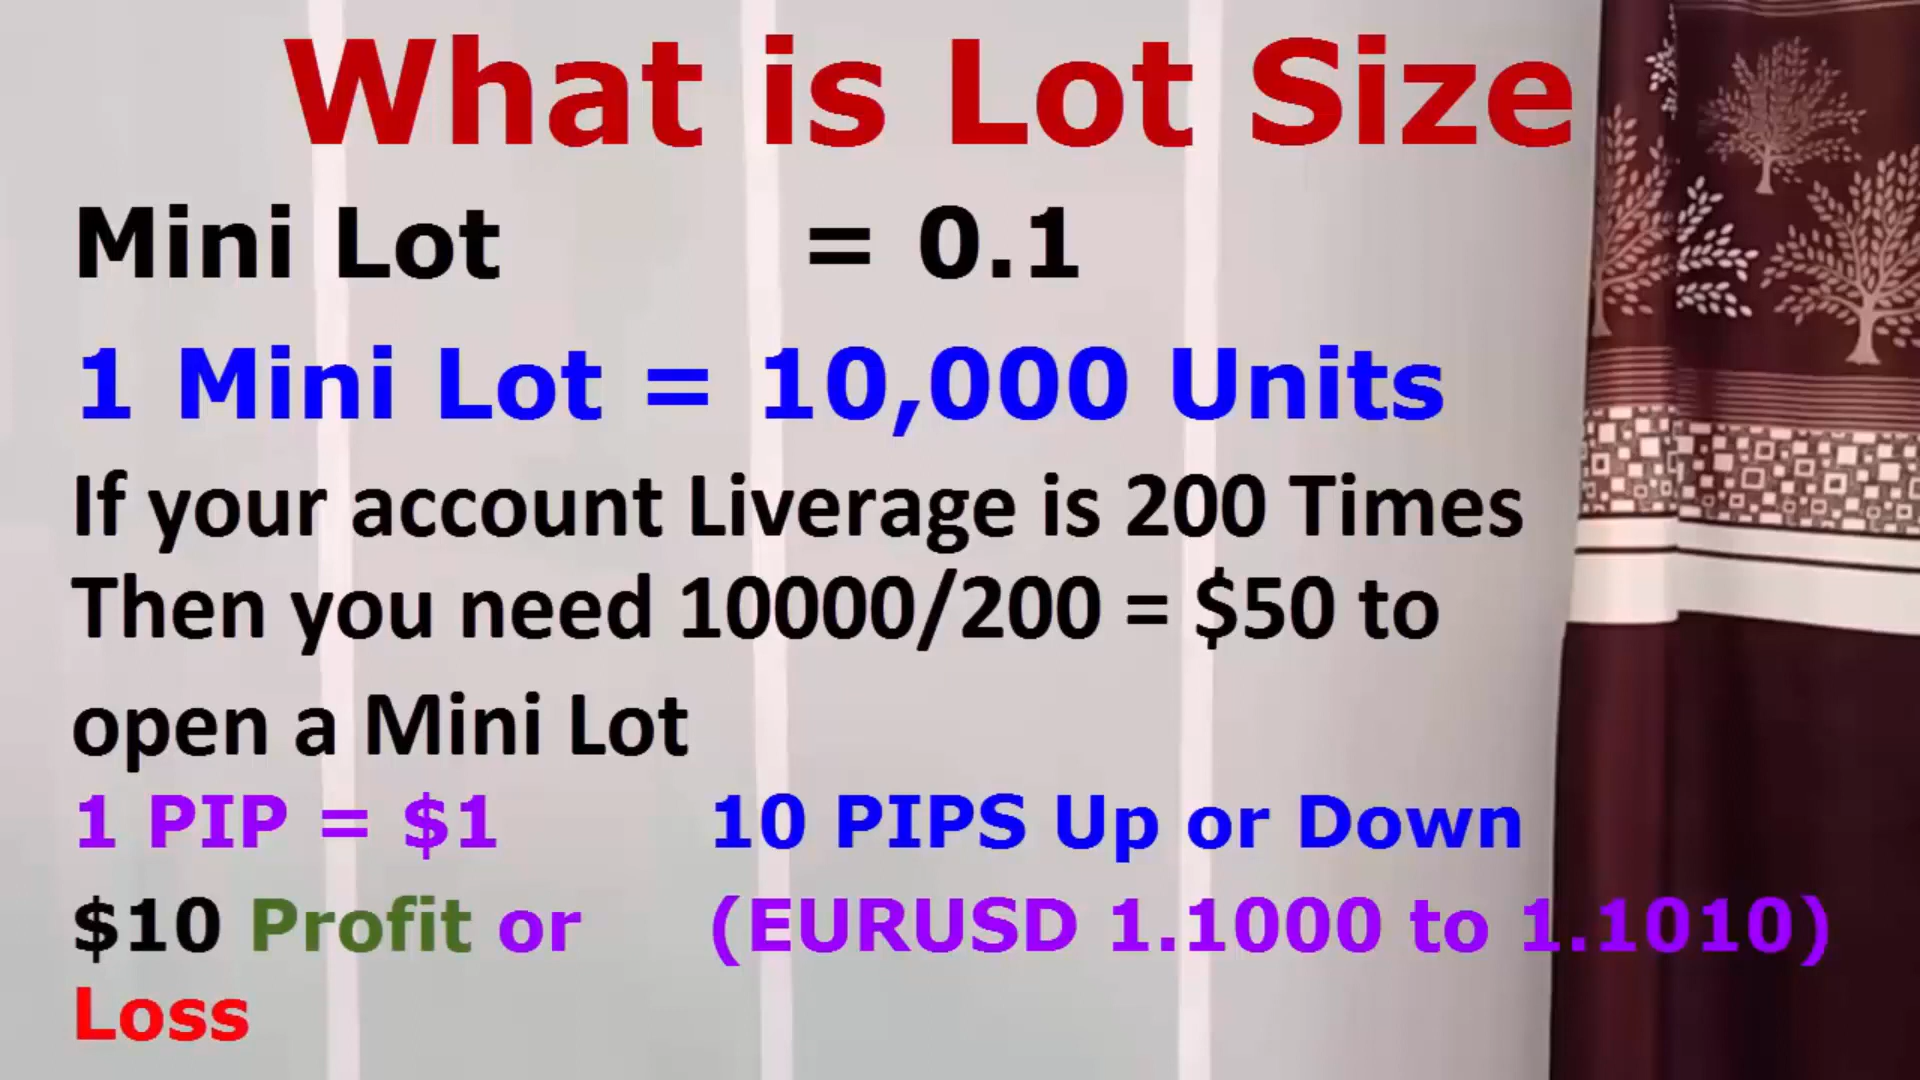 What is Lot Size
Mini Lot = 0.1
1 Mini Lot = 10,000 Units
If your account Liverage is 200 Times
Then you need 10000/200 = $50 to
open a Mini Lot
1 PIP = $1 10 PIPS Up or Down
$10 Profit or (EURUSD 1.1000 to 1.1010)
Loss